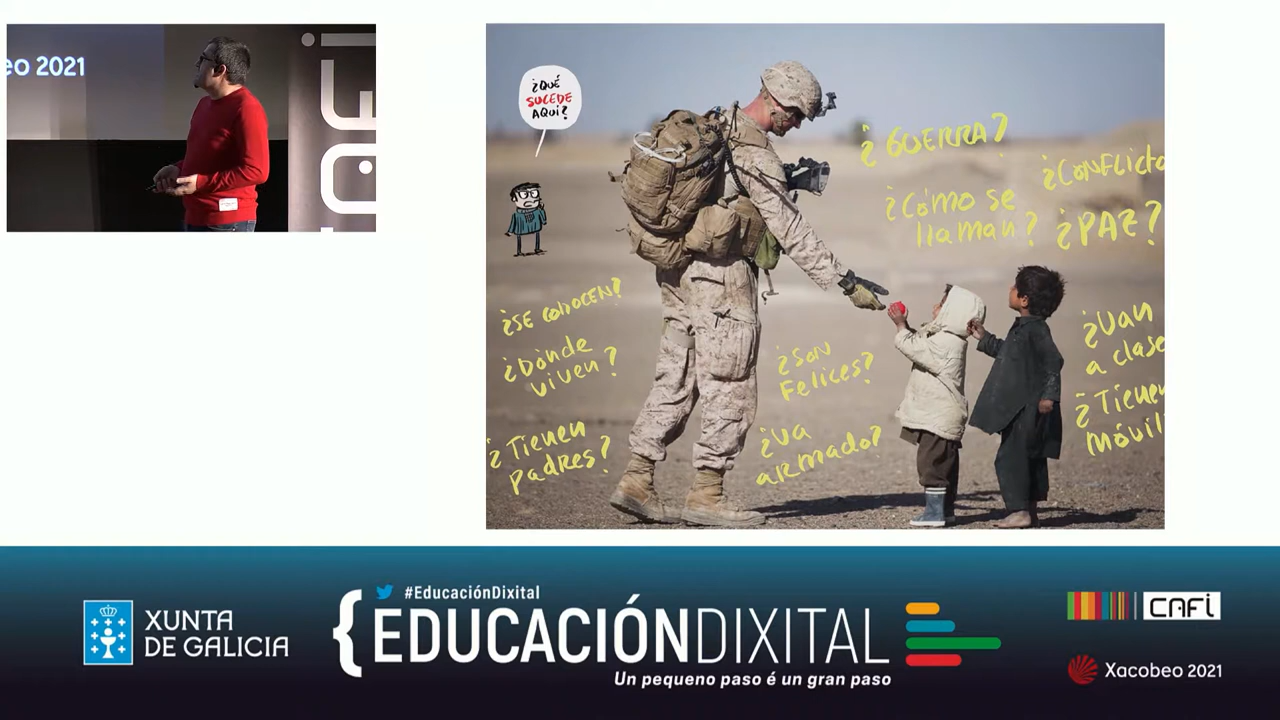 eo 2021
CAFi
¿QUÉ
SUCEDE
AQUÍ?
¿GUERRA?
¿CONFLICTO
¿Cómo se
llaman?
¿PAZ?
¿SE CONOCEN?
¿Dónde
viven?
¿SON
Felices?
¿Van
a clase
¿Tienen
padres?
¿Va
armado?
¿Tienen
Móvil
XUNTA
DE GALICIA
#EducaciónDixital
{EDUCACIÓNDIXITAL
Un pequeno paso é un gran paso
CAFi
Xacobeo 2021